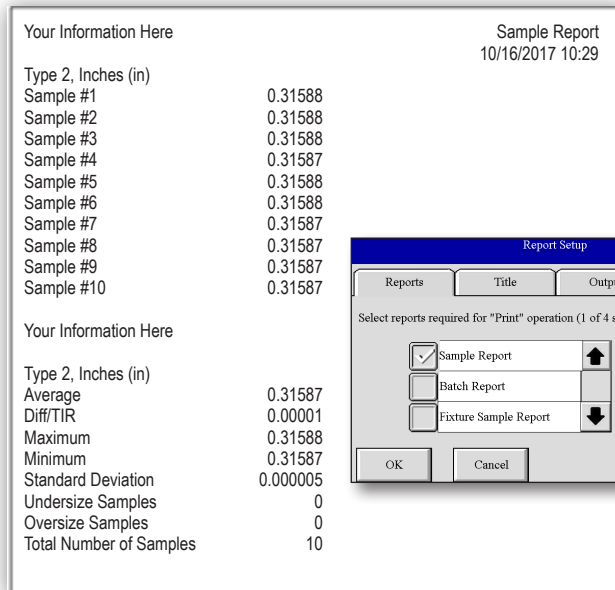 Your Information Here Sample Report
10/16/2017 10:29
Type 2, Inches (in)
Sample #1 0.31588
Sample #2 0.31588
Sample #3 0.31588
Sample #4 0.31587
Sample #5 0.31588
Sample #6 0.31588
Sample #7 0.31587
Sample #8 0.31587
Sample #9 0.31587
Sample #10 0.31587
Your Information Here
Type 2, Inches (in)
Average 0.31587
Diff/TIR 0.00001
Maximum 0.31588
Minimum 0.31587
Standard Deviation 0.000005
Undersize Samples 0
Oversize Samples 0
Total Number of Samples 10
Report Setup
Reports Title
Select reports required for "Print" operation (1 of 4
Sample Report
Batch Report
Fixture Sample Report
OK Cancel